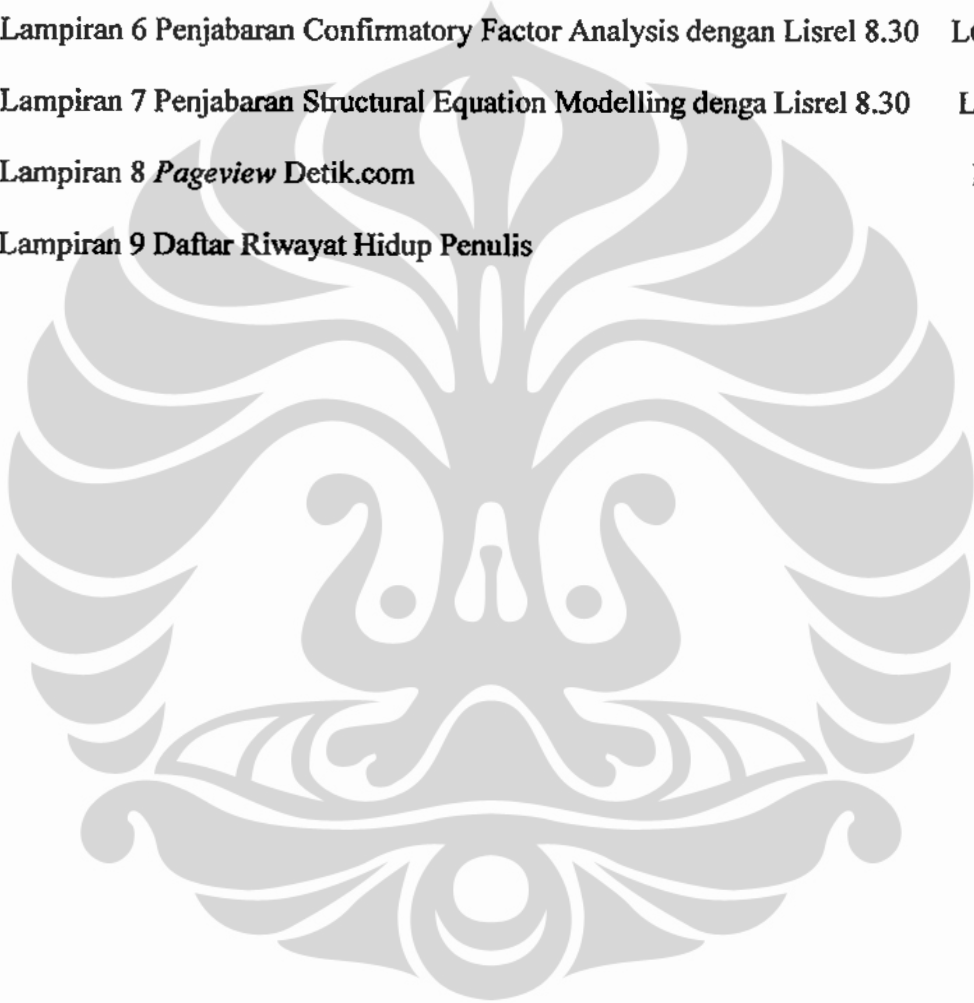 Lampiran 6 Penjabaran Confirmatory Factor Analysis dengan Lisrel 8.30
Lampiran 7 Penjabaran Structural Equation Modelling denga Lisrel 8.30
Lampiran 8 Pageview Detik.com
Lampiran 9 Daftar Riwayat Hidup Penulis